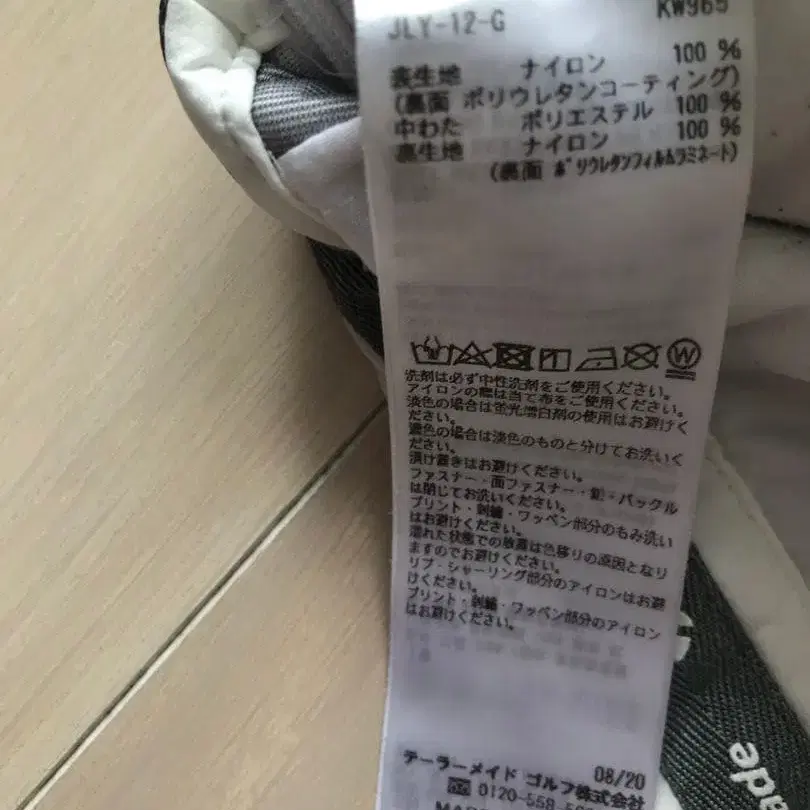 JLY-12-G KW965
表生地 ナイロン 100 %
(裏面 ポリウレタンコーティング)
中わた ポリエステル 100 %
裏生地 ナイロン 100 %
(裏面 ポリウレタンフィルムラミネート)
W
洗剤は必ず中性洗剤をご使用ください。
アイロンの際は当て布をご使用ください。
淡色の場合は蛍光増白剤の使用はお避けく
ださい。
濃色の場合は淡色のものと分けてお洗いく
ださい。
漬け置きはお避けください。
ファスナー・面ファスナー・釦・バックル
は閉じてお洗いください。
プリント・刺繍・ワッペン部分のもみ洗い
はお避けください。
濡れた状態での放置は色移りの原因となり
ますのでお避けください。
リブ・シャーリング部分のアイロンはお避
けください。
プリント・刺繍・ワッペン部分のアイロン
はお避けください。
テーラーメイド ゴルフ株式会社 08/20
0120-558-
MADE
ade